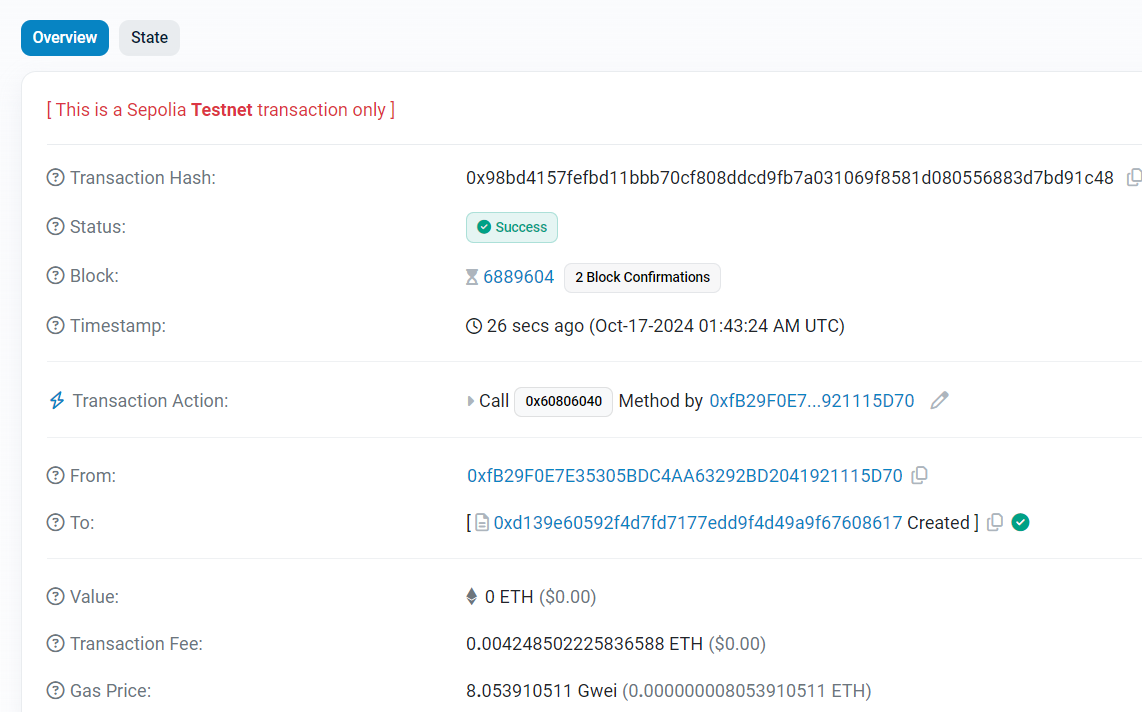 Overview State
[ This is a Sepolia Testnet transaction only ]
Transaction Hash: 0x98bd4157fefbd11bbb70cf808ddcd9fb7a031069f8581d080556883d7bd91c48
Status: Success
Block: 6889604 2 Block Confirmations
Timestamp: 26 secs ago (Oct-17-2024 01:43:24 AM UTC)
Transaction Action: Call 0x60806040 Method by 0xfB29F0E7...921115D70
From: 0xfB29F0E7E35305BDC4AA63292BD2041921115D70
To: [ 0xd139e60592f4d7fd7177edd9f4d49a9f67608617 Created ]
Value: 0 ETH ($0.00)
Transaction Fee: 0.004248502225836588 ETH ($0.00)
Gas Price: 8.053910511 Gwei (0.000000008053910511 ETH)